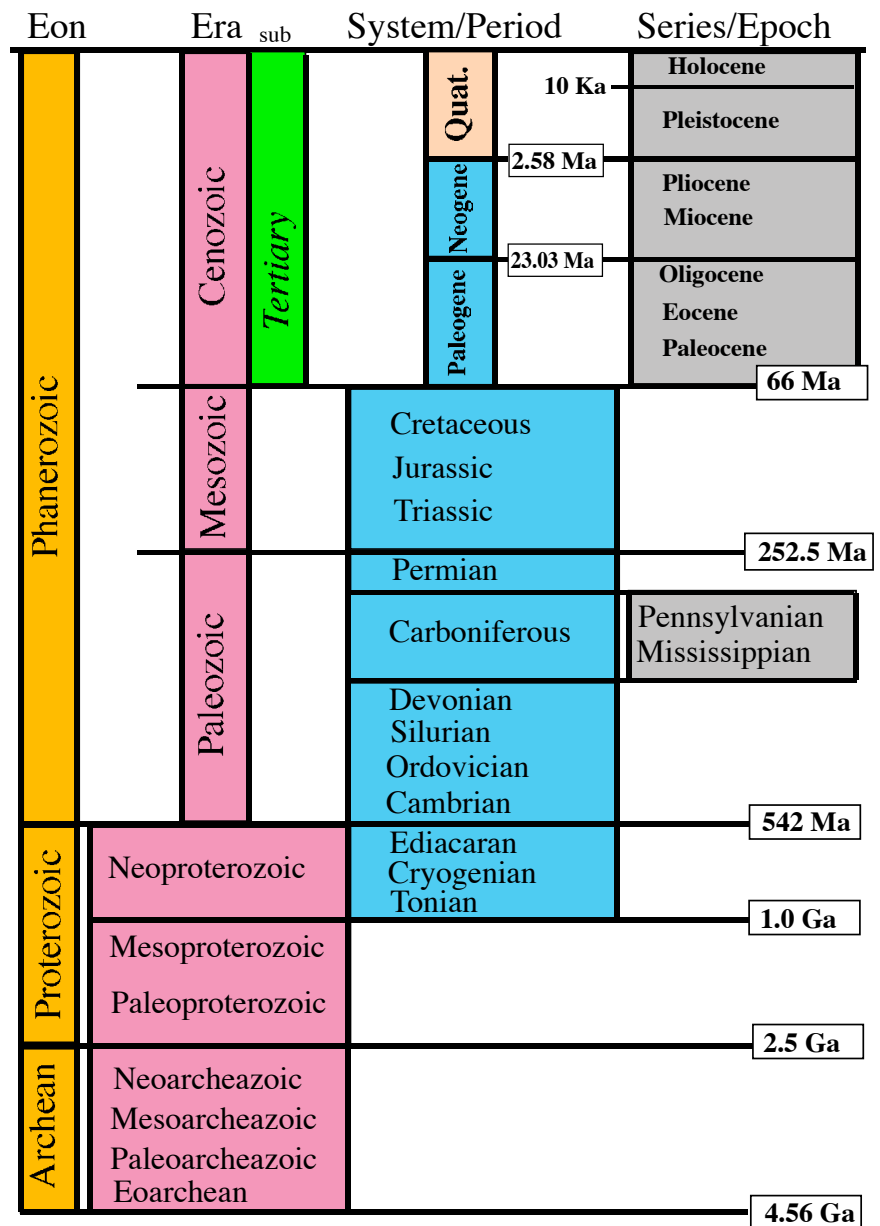 Eon Era sub System/Period Series/Epoch
Phanerozoic
Proterozoic
Archean
Cenozoic
Mesozoic
Paleozoic
Tertiary
Quat.
Neogene
Paleogene
Holocene
10 Ka
Pleistocene
2.58 Ma
Pliocene
Miocene
23.03 Ma
Oligocene
Eocene
Paleocene
66 Ma
Cretaceous
Jurassic
Triassic
252.5 Ma
Permian
Carboniferous
Pennsylvanian
Mississippian
Devonian
Silurian
Ordovician
Cambrian
542 Ma
Neoproterozoic
Ediacaran
Cryogenian
Tonian
1.0 Ga
Mesoproterozoic
Paleoproterozoic
2.5 Ga
Neoarcheazoic
Mesoarcheazoic
Paleoarcheazoic
Eoarchean
4.56 Ga